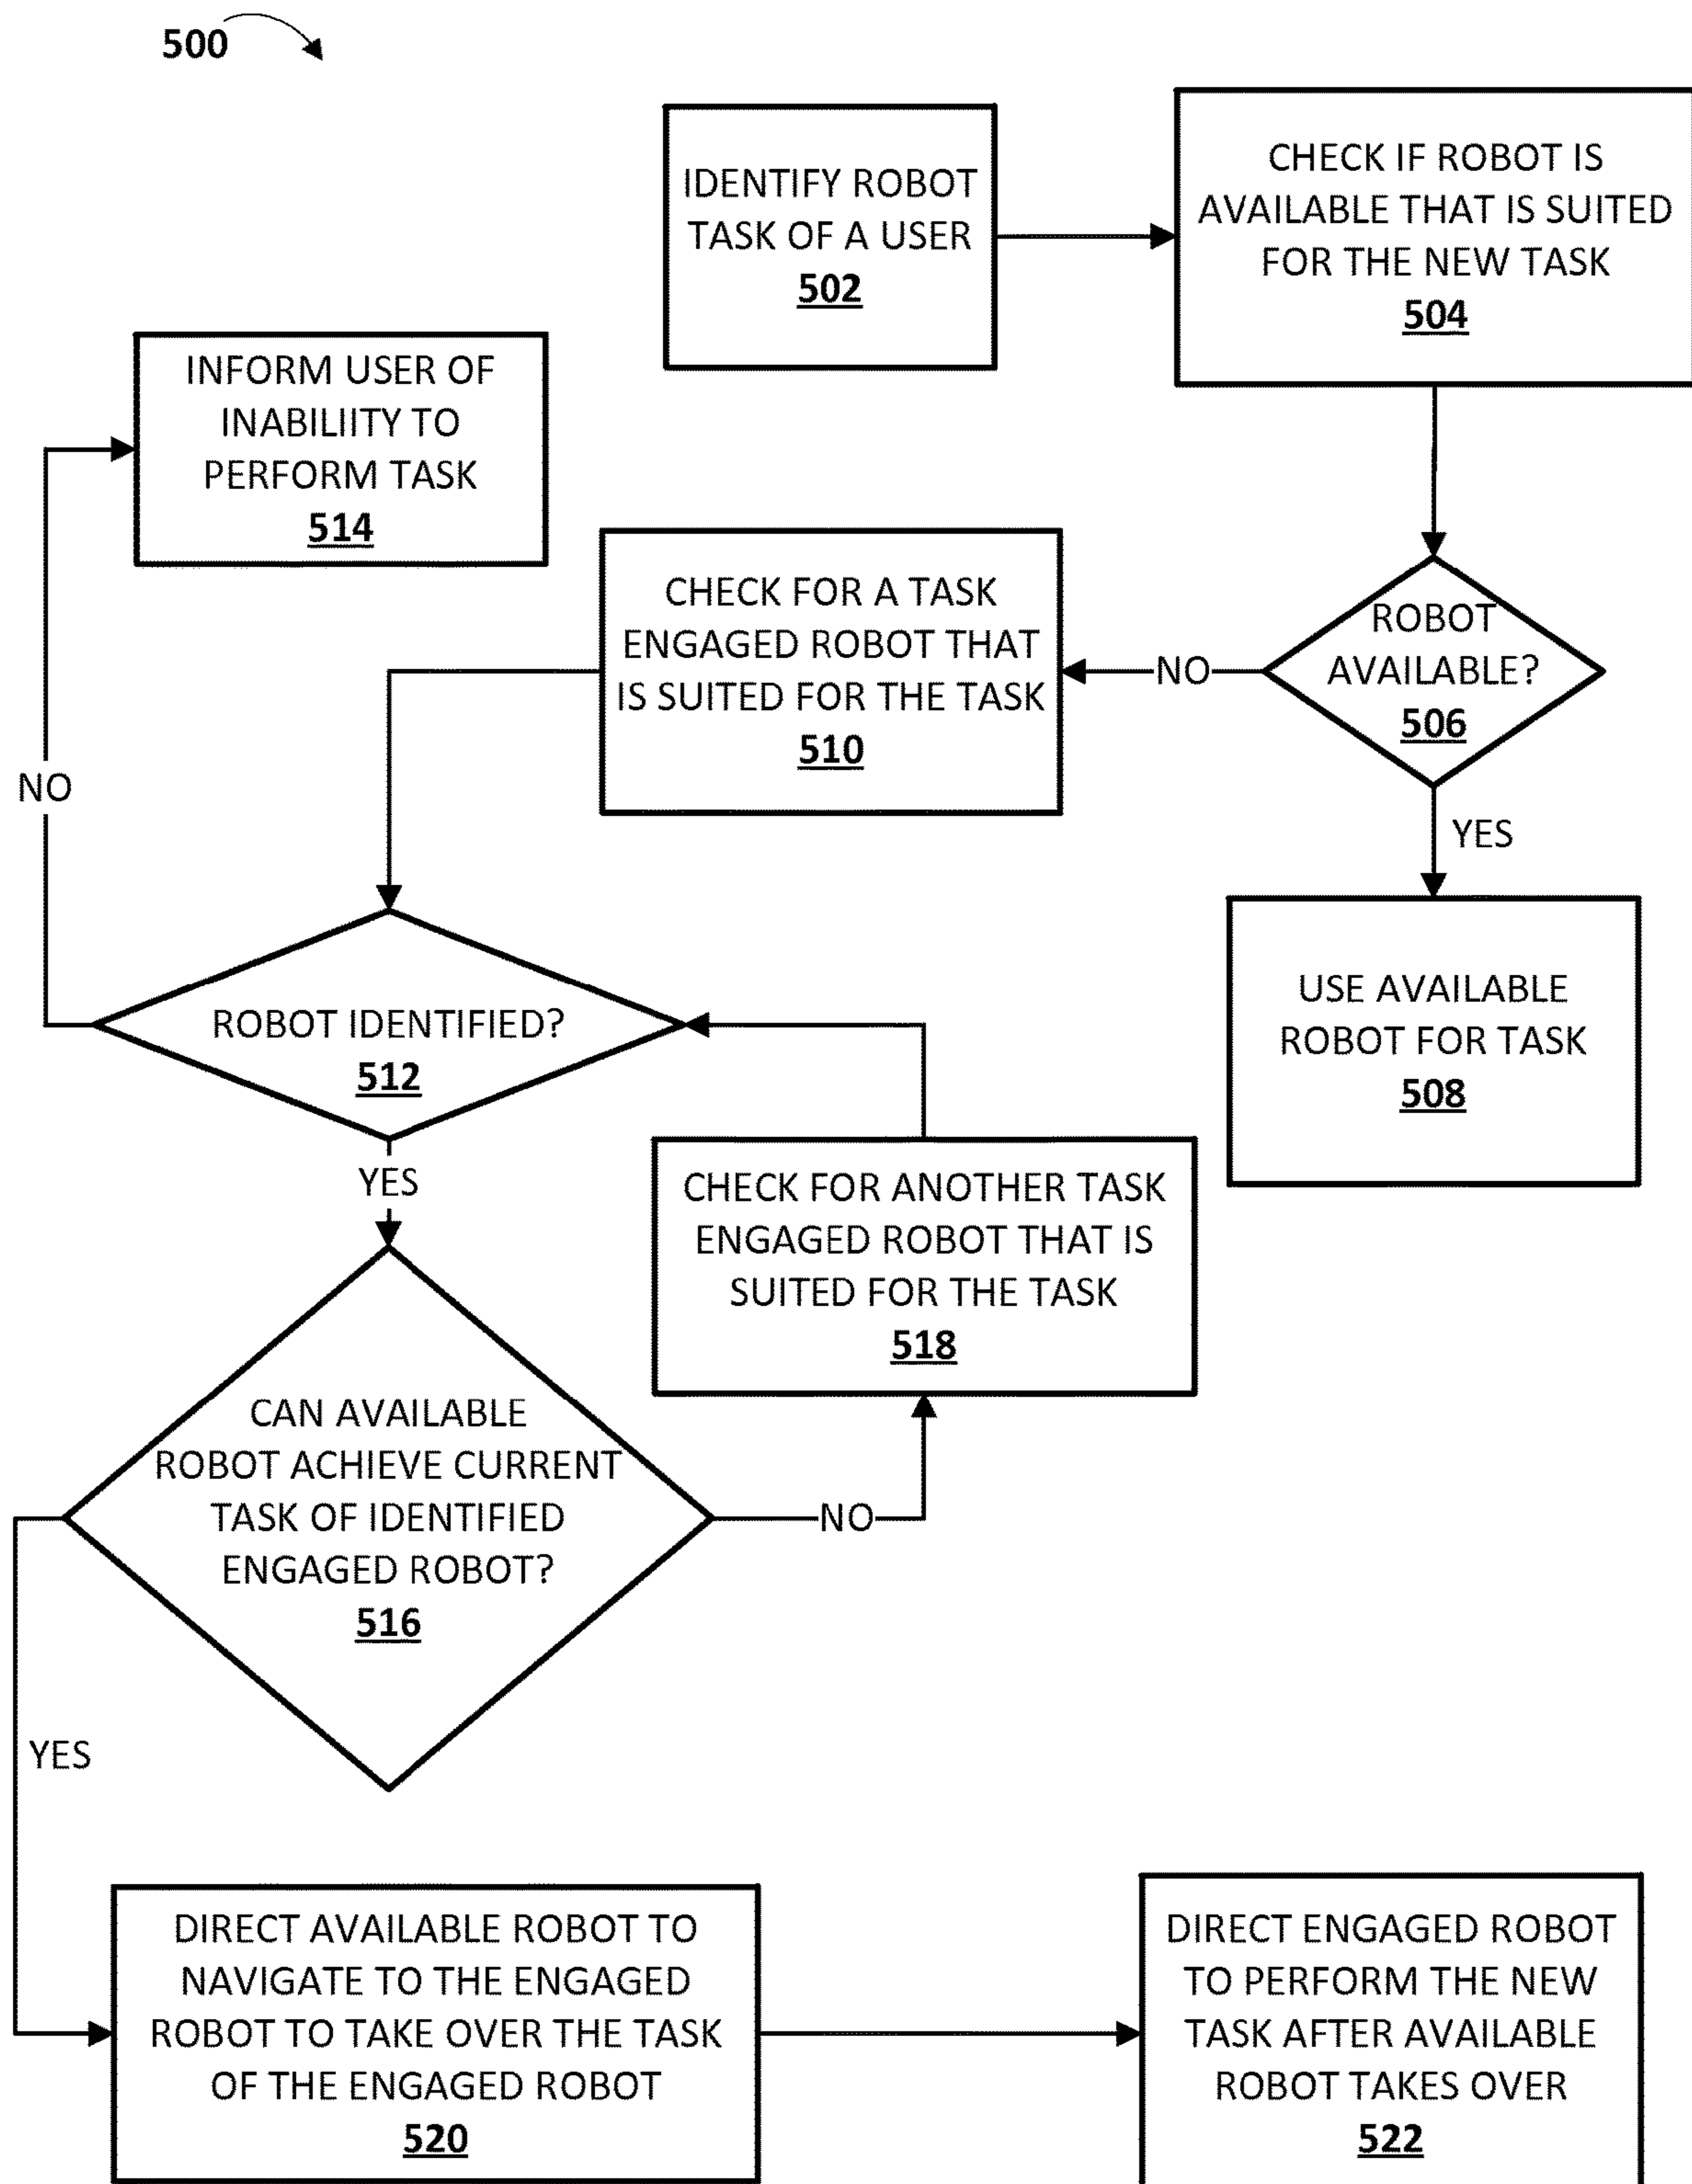 500
IDENTIFY ROBOT
TASK OF A USER
502
CHECK IF ROBOT IS
AVAILABLE THAT IS SUITED
FOR THE NEW TASK
504
ROBOT
AVAILABLE?
506
NO
YES
USE AVAILABLE
ROBOT FOR TASK
508
CHECK FOR A TASK
ENGAGED ROBOT THAT
IS SUITED FOR THE TASK
510
ROBOT IDENTIFIED?
512
NO
INFORM USER OF
INABILIITY TO
PERFORM TASK
514
YES
CAN AVAILABLE
ROBOT ACHIEVE CURRENT
TASK OF IDENTIFIED
ENGAGED ROBOT?
516
NO
CHECK FOR ANOTHER TASK
ENGAGED ROBOT THAT IS
SUITED FOR THE TASK
518
YES
DIRECT AVAILABLE ROBOT TO
NAVIGATE TO THE ENGAGED
ROBOT TO TAKE OVER THE TASK
OF THE ENGAGED ROBOT
520
DIRECT ENGAGED ROBOT
TO PERFORM THE NEW
TASK AFTER AVAILABLE
ROBOT TAKES OVER
522